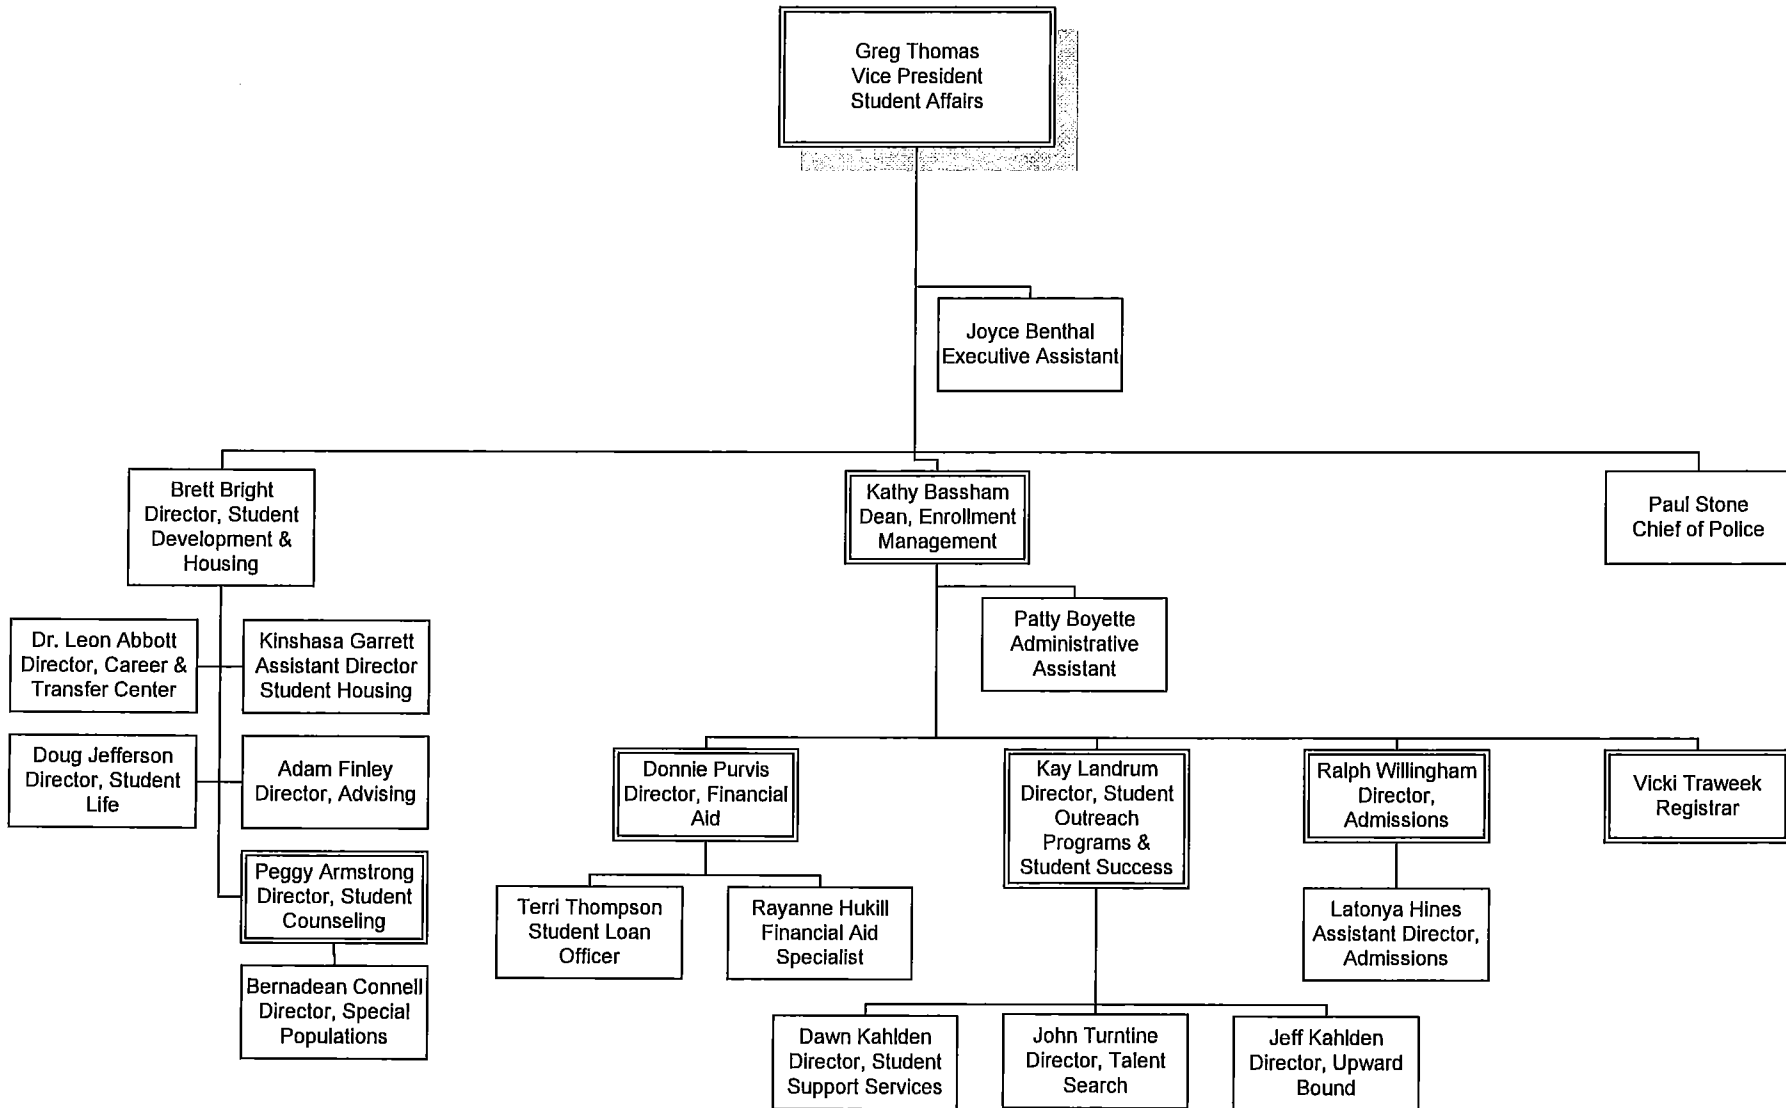 Greg Thomas
Vice President
Student Affairs
Joyce Benthal
Executive Assistant
Brett Bright
Director, Student
Development &
Housing
Kathy Bassham
Dean, Enrollment
Management
Paul Stone
Chief of Police
Dr. Leon Abbott
Director, Career &
Transfer Center
Kinshasa Garrett
Assistant Director
Student Housing
Patty Boyette
Administrative
Assistant
Doug Jefferson
Director, Student
Life
Adam Finley
Director, Advising
Peggy Armstrong
Director, Student
Counseling
Bernadean Connell
Director, Special
Populations
Donnie Purvis
Director, Financial
Aid
Kay Landrum
Director, Student
Outreach
Programs &
Student Success
Ralph Willingham
Director,
Admissions
Vicki Traweek
Registrar
Terri Thompson
Student Loan
Officer
Rayanne Hukill
Financial Aid
Specialist
Latonya Hines
Assistant Director,
Admissions
Dawn Kahlden
Director, Student
Support Services
John Turntine
Director, Talent
Search
Jeff Kahlden
Director, Upward
Bound